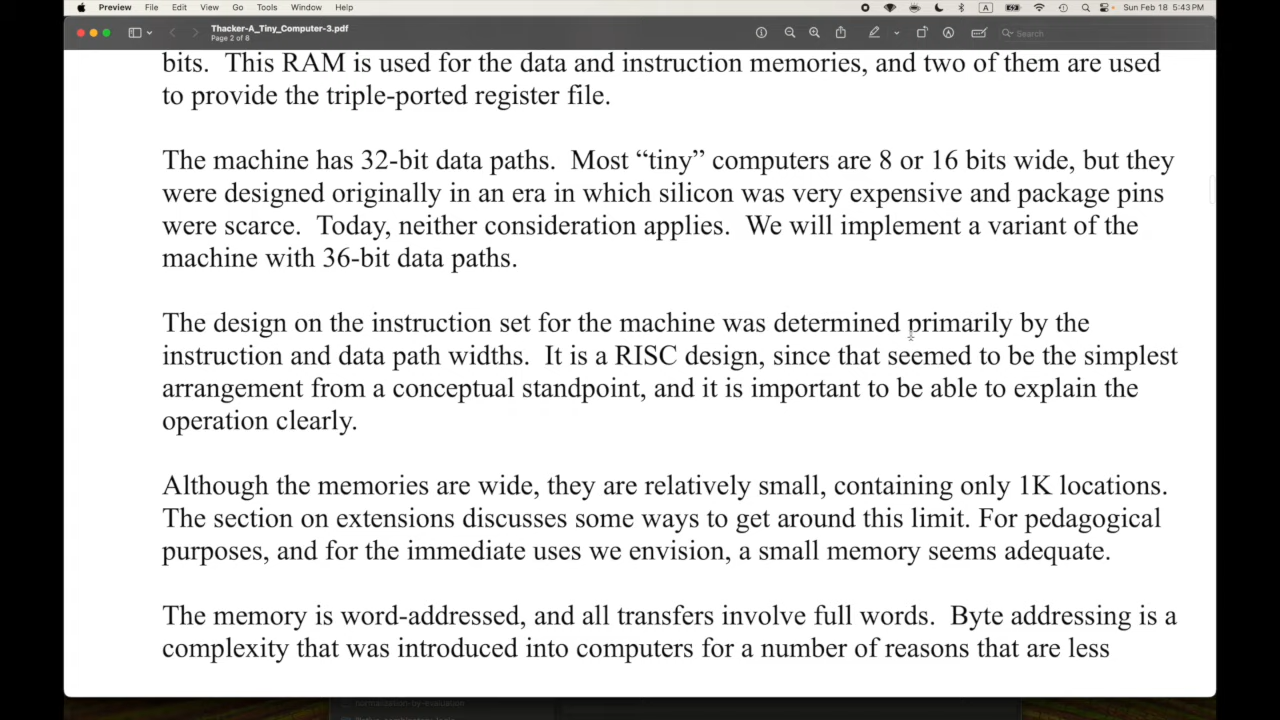 Preview File Edit View Go Tools Window Help
A
Sun Feb 18 5:43 PM
Thacker-A_Tiny_Computer-3.pdf
Page 2 of 8
Search
bits. This RAM is used for the data and instruction memories, and two of them are used
to provide the triple-ported register file.
The machine has 32-bit data paths. Most “tiny” computers are 8 or 16 bits wide, but they
were designed originally in an era in which silicon was very expensive and package pins
were scarce. Today, neither consideration applies. We will implement a variant of the
machine with 36-bit data paths.
The design on the instruction set for the machine was determined primarily by the
instruction and data path widths. It is a RISC design, since that seemed to be the simplest
arrangement from a conceptual standpoint, and it is important to be able to explain the
operation clearly.
Although the memories are wide, they are relatively small, containing only 1K locations.
The section on extensions discusses some ways to get around this limit. For pedagogical
purposes, and for the immediate uses we envision, a small memory seems adequate.
The memory is word-addressed, and all transfers involve full words. Byte addressing is a
complexity that was introduced into computers for a number of reasons that are less